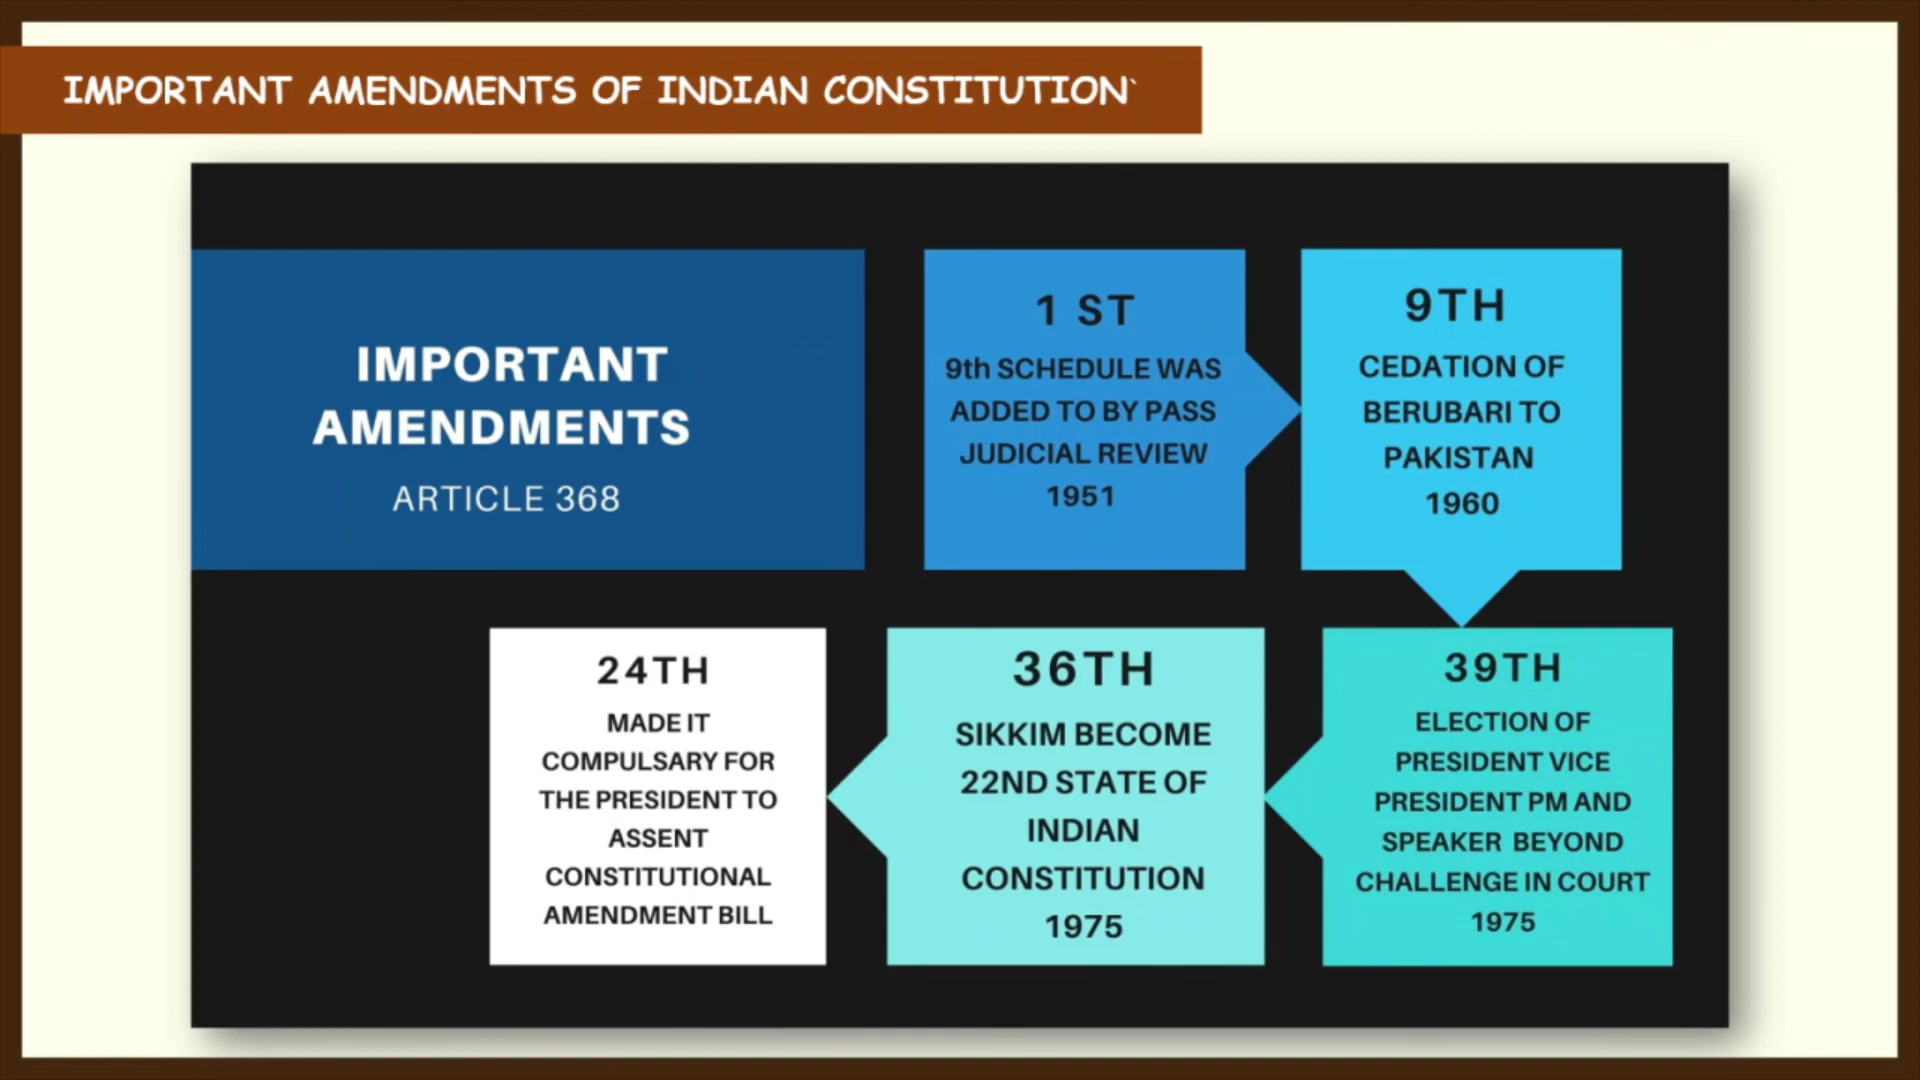 IMPORTANT AMENDMENTS OF INDIAN CONSTITUTION`
IMPORTANT
AMENDMENTS
ARTICLE 368
1 ST
9th SCHEDULE WAS
ADDED TO BY PASS
JUDICIAL REVIEW
1951
9TH
CEDATION OF
BERUBARI TO
PAKISTAN
1960
39TH
ELECTION OF
PRESIDENT VICE
PRESIDENT PM AND
SPEAKER BEYOND
CHALLENGE IN COURT
1975
36TH
SIKKIM BECOME
22ND STATE OF
INDIAN
CONSTITUTION
1975
24TH
MADE IT
COMPULSARY FOR
THE PRESIDENT TO
ASSENT
CONSTITUTIONAL
AMENDMENT BILL